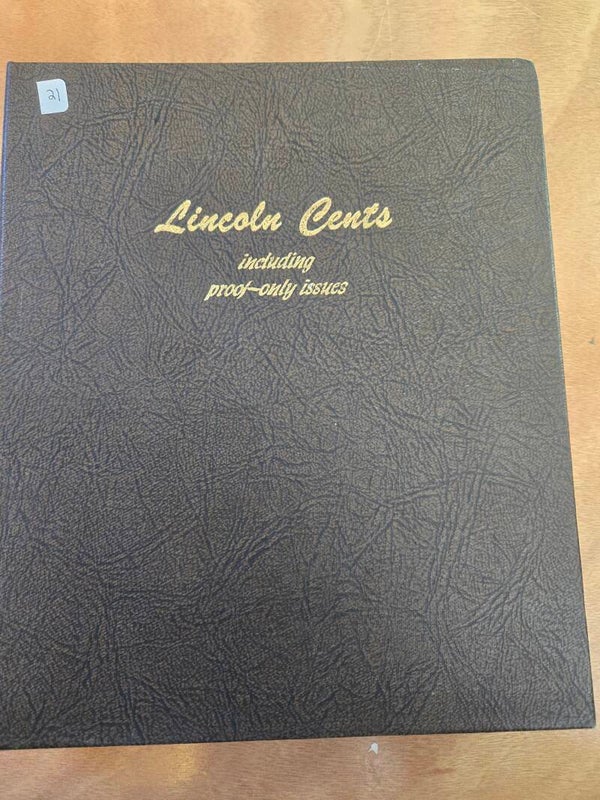 21
Lincoln Cents
including
proof-only issues